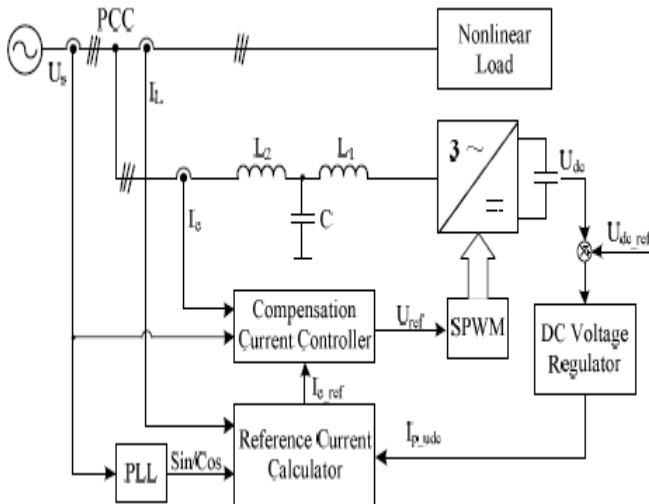 PCC
Nonlinear
Load
Us
IL
L2
L1
3 ~
Udc
Ic
C
Udc_ref
Compensation
Current Controller
Uref
SPWM
DC Voltage
Regulator
Ic_ref
Reference Current
Calculator
Ip_udc
PLL
Sin/Cos